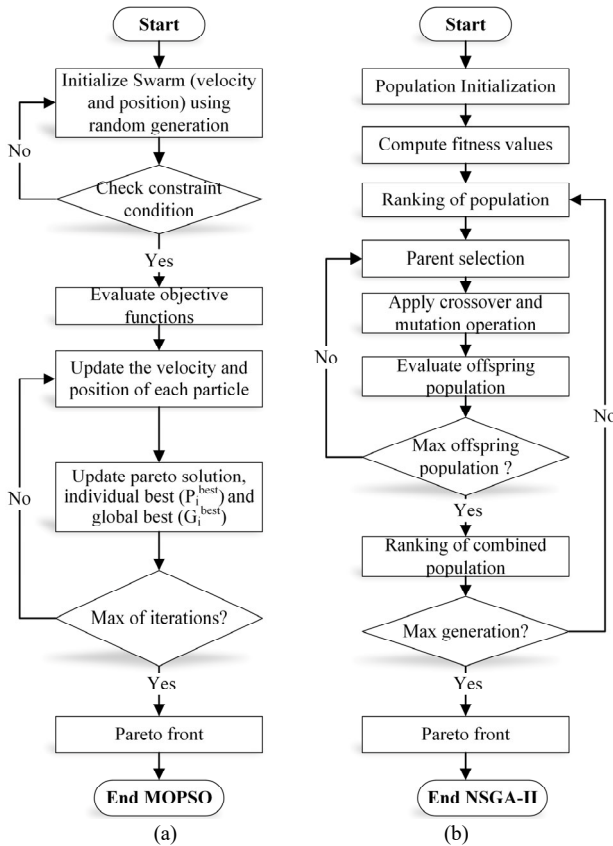 Start
Initialize Swarm (velocity
and position) using
random generation
No
Check constraint
condition
Yes
Evaluate objective
functions
Update the velocity and
position of each particle
No
Update pareto solution,
individual best (P_i^best) and
global best (G_i^best)
Max of iterations?
Yes
Pareto front
End MOPSO
(a)
Start
Population Initialization
Compute fitness values
Ranking of population
Parent selection
Apply crossover and
mutation operation
No
Evaluate offspring
population
No
Max offspring
population ?
Yes
Ranking of combined
population
Max generation?
Yes
Pareto front
End NSGA-II
(b)